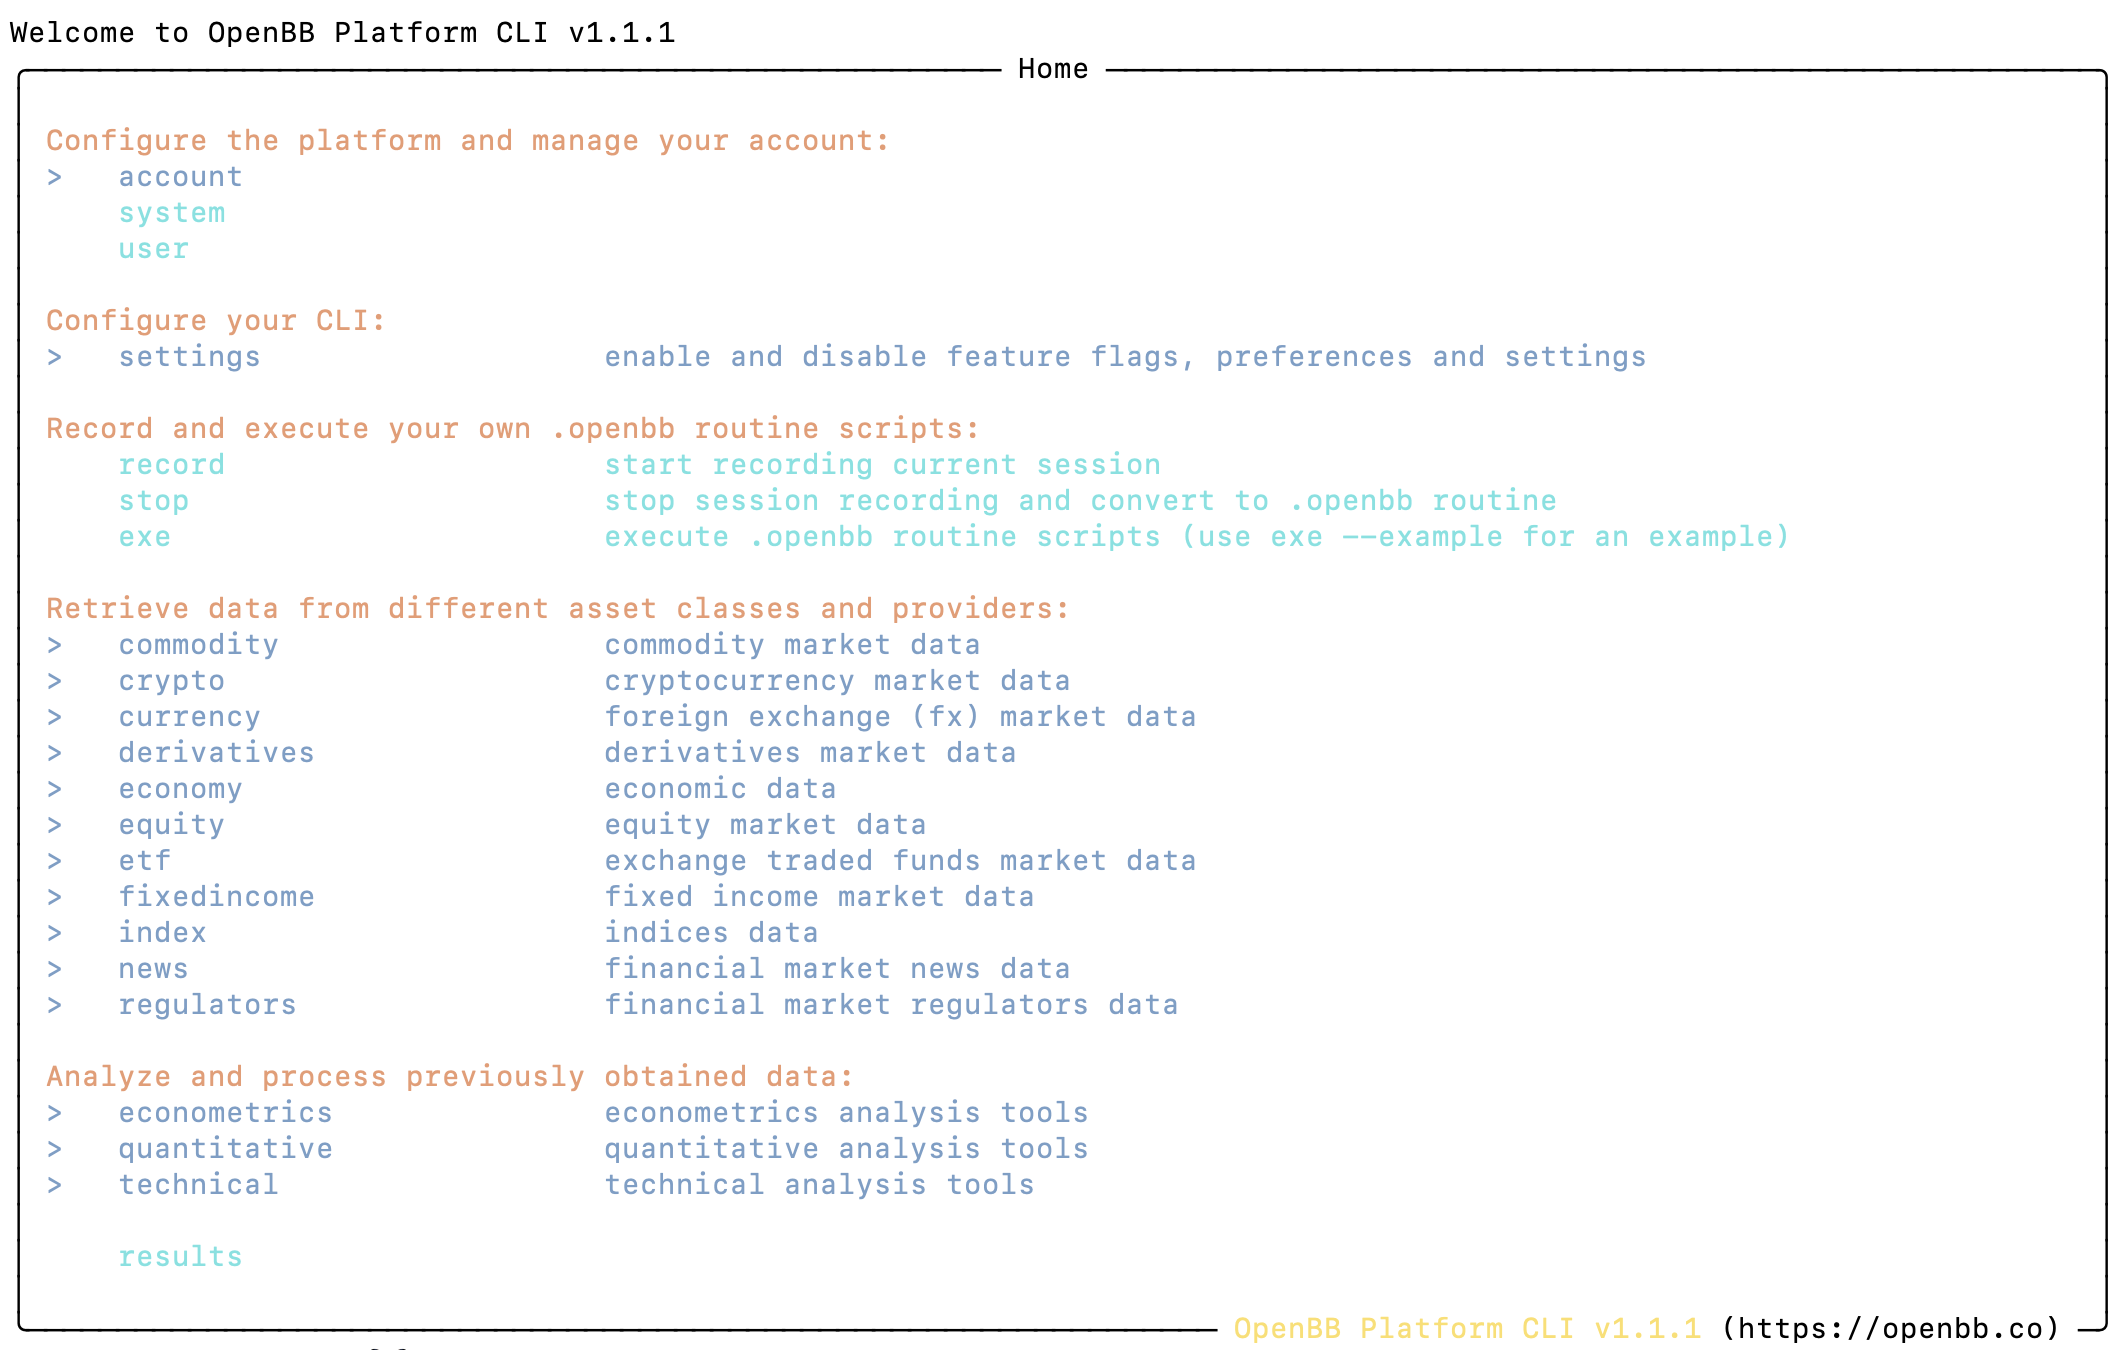 Welcome to OpenBB Platform CLI v1.1.1
Home
Configure the platform and manage your account:
> account
system
user
Configure your CLI:
> settings enable and disable feature flags, preferences and settings
Record and execute your own .openbb routine scripts:
record start recording current session
stop stop session recording and convert to .openbb routine
exe execute .openbb routine scripts (use exe --example for an example)
Retrieve data from different asset classes and providers:
> commodity commodity market data
> crypto cryptocurrency market data
> currency foreign exchange (fx) market data
> derivatives derivatives market data
> economy economic data
> equity equity market data
> etf exchange traded funds market data
> fixedincome fixed income market data
> index indices data
> news financial market news data
> regulators financial market regulators data
Analyze and process previously obtained data:
> econometrics econometrics analysis tools
> quantitative quantitative analysis tools
> technical technical analysis tools
results
OpenBB Platform CLI v1.1.1 (https://openbb.co)